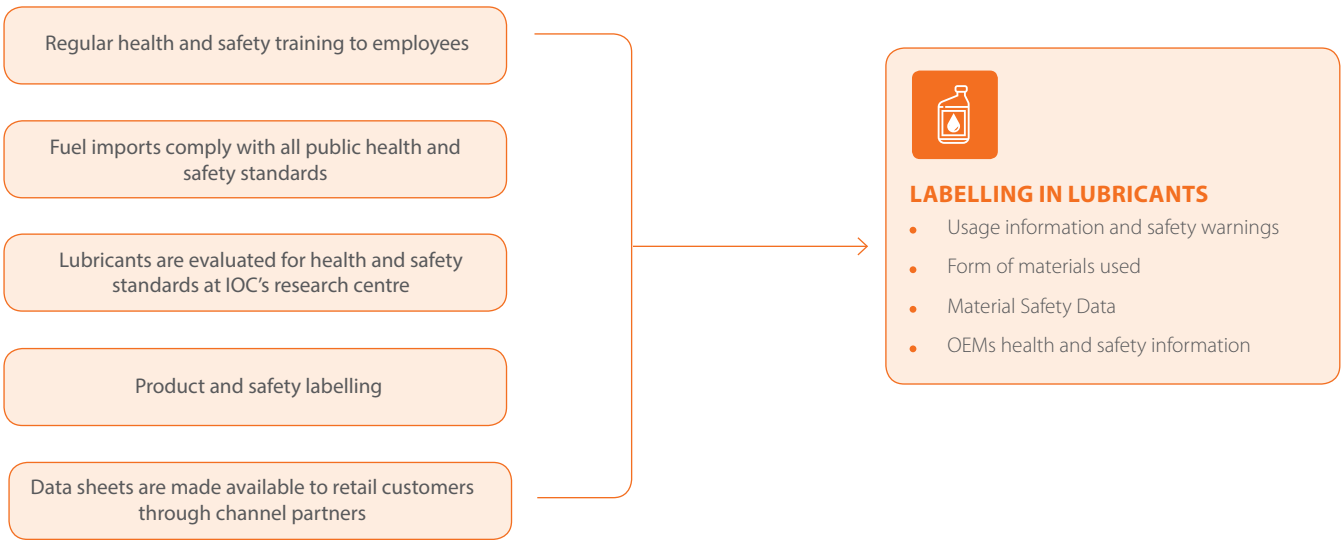 Regular health and safety training to employees
Fuel imports comply with all public health and
safety standards
Lubricants are evaluated for health and safety
standards at IOC's research centre
Product and safety labelling
Data sheets are made available to retail customers
through channel partners
LABELLING IN LUBRICANTS
• Usage information and safety warnings
• Form of materials used
• Material Safety Data
• OEMs health and safety information